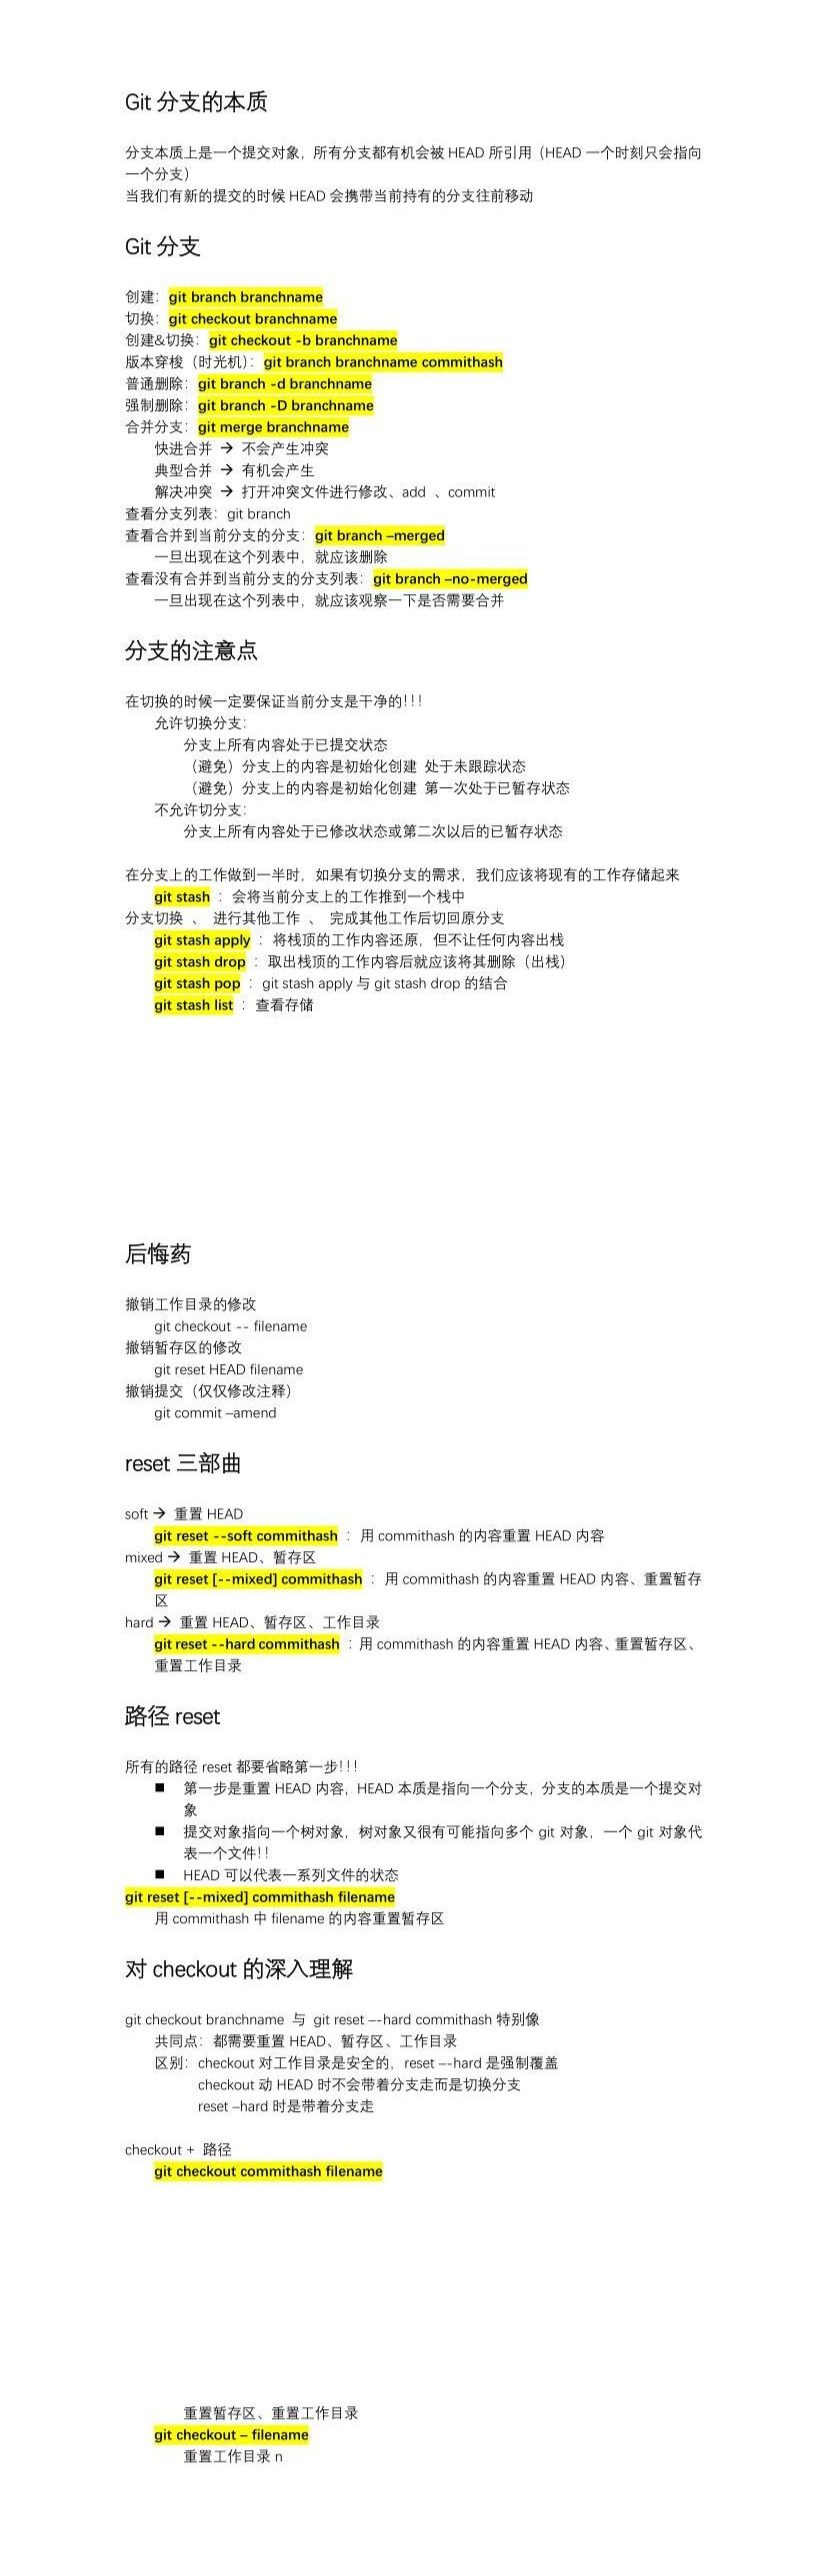 Git 分支的本质
分支本质上是一个提交对象，所有分支都有机会被 HEAD 所引用（HEAD 一个时刻只会指向
一个分支）
当我们有新的提交的时候 HEAD 会携带当前持有的分支往前移动
Git 分支
创建：git branch branchname
切换：git checkout branchname
创建&切换：git checkout -b branchname
版本穿梭（时光机）：git branch branchname commithash
普通删除：git branch -d branchname
强制删除：git branch -D branchname
合并分支：git merge branchname
快进合并 → 不会产生冲突
典型合并 → 有机会产生
解决冲突 → 打开冲突文件进行修改、add 、commit
查看分支列表：git branch
查看合并到当前分支的分支：git branch –merged
一旦出现在这个列表中，就应该删除
查看没有合并到当前分支的分支列表：git branch –no-merged
一旦出现在这个列表中，就应该观察一下是否需要合并
分支的注意点
在切换的时候一定要保证当前分支是干净的!!!
允许切换分支：
分支上所有内容处于已提交状态
（避免）分支上的内容是初始化创建 处于未跟踪状态
（避免）分支上的内容是初始化创建 第一次处于已暂存状态
不允许切分支：
分支上所有内容处于已修改状态或第二次以后的已暂存状态
在分支上的工作做到一半时，如果有切换分支的需求，我们应该将现有的工作存储起来
git stash ：会将当前分支上的工作推到一个栈中
分支切换 、 进行其他工作 、 完成其他工作后切回原分支
git stash apply ：将栈顶的工作内容还原，但不让任何内容出栈
git stash drop ：取出栈顶的工作内容后就应该将其删除（出栈）
git stash pop ：git stash apply 与 git stash drop 的结合
git stash list ：查看存储
后悔药
撤销工作目录的修改
git checkout -- filename
撤销暂存区的修改
git reset HEAD filename
撤销提交（仅仅修改注释）
git commit –amend
reset 三部曲
soft → 重置 HEAD
git reset --soft commithash ：用 commithash 的内容重置 HEAD 内容
mixed → 重置 HEAD、暂存区
git reset [--mixed] commithash ：用 commithash 的内容重置 HEAD 内容、重置暂存
区
hard → 重置 HEAD、暂存区、工作目录
git reset --hard commithash ：用 commithash 的内容重置 HEAD 内容、重置暂存区、
重置工作目录
路径 reset
所有的路径 reset 都要省略第一步!!!
■ 第一步是重置 HEAD 内容，HEAD 本质是指向一个分支，分支的本质是一个提交对
象
■ 提交对象指向一个树对象，树对象又很有可能指向多个 git 对象，一个 git 对象代
表一个文件!!
■ HEAD 可以代表一系列文件的状态
git reset [--mixed] commithash filename
用 commithash 中 filename 的内容重置暂存区
对 checkout 的深入理解
git checkout branchname 与 git reset –-hard commithash 特别像
共同点：都需要重置 HEAD、暂存区、工作目录
区别：checkout 对工作目录是安全的，reset –-hard 是强制覆盖
checkout 动 HEAD 时不会带着分支走而是切换分支
reset –hard 时是带着分支走
checkout + 路径
git checkout commithash filename
重置暂存区、重置工作目录
git checkout – filename
重置工作目录 n